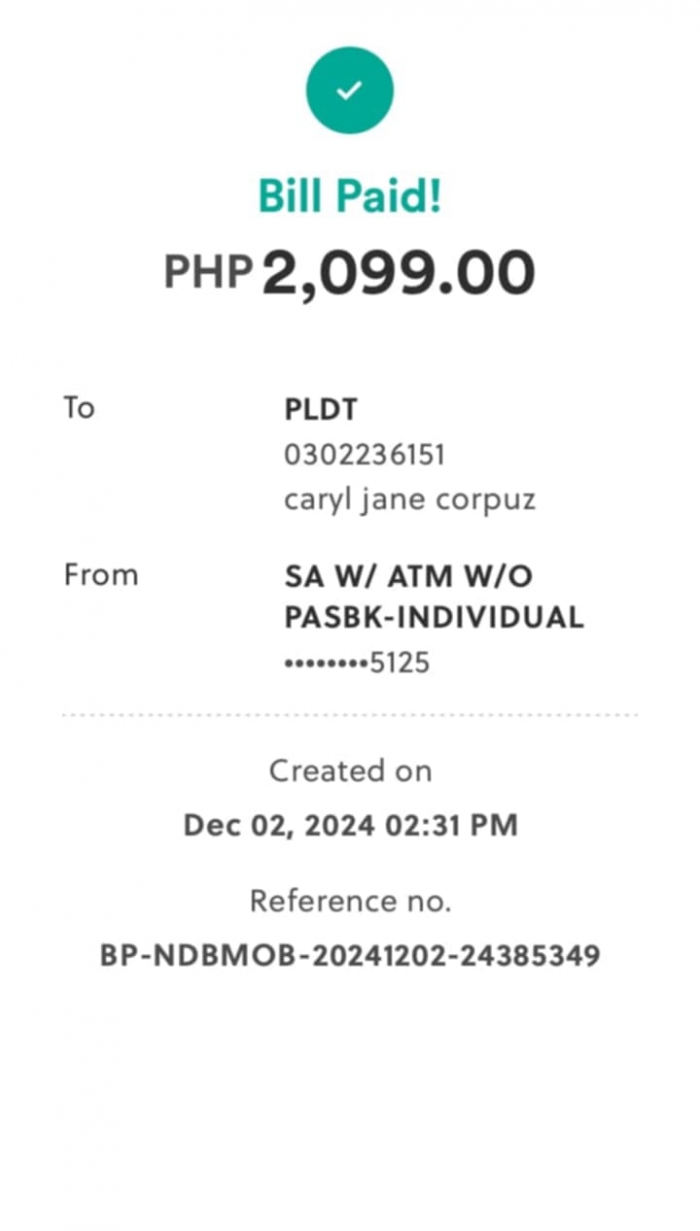 Bill Paid!
PHP 2,099.00
To
PLDT
0302236151
caryl jane corpuz
From
SA W/ ATM W/O
PASBK-INDIVIDUAL
••••••••5125
Created on
Dec 02, 2024 02:31 PM
Reference no.
BP-NDBMOB-20241202-24385349